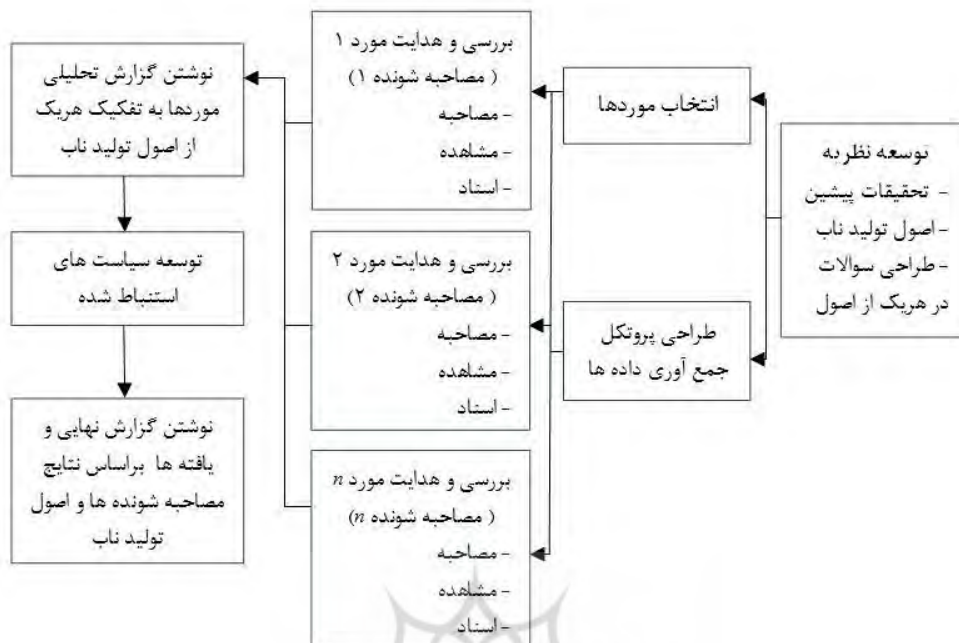 توسعه نظریه
- تحقیقات پیشین
- اصول تولید ناب
- طراحی سوالات
در هریک از اصول
انتخاب موردها
طراحی پروتکل
جمع آوری داده ها
بررسی و هدایت مورد ۱
( مصاحبه شونده ۱)
- مصاحبه
- مشاهده
- اسناد
بررسی و هدایت مورد ۲
( مصاحبه شونده ۲)
- مصاحبه
- مشاهده
- اسناد
بررسی و هدایت مورد n
( مصاحبه شونده n)
- مصاحبه
- مشاهده
- اسناد
نوشتن گزارش تحلیلی
موردها به تفکیک هریک
از اصول تولید ناب
توسعه سیاست های
استنباط شده
نوشتن گزارش نهایی و
یافته ها براساس نتایج
مصاحبه شونده ها و اصول
تولید ناب